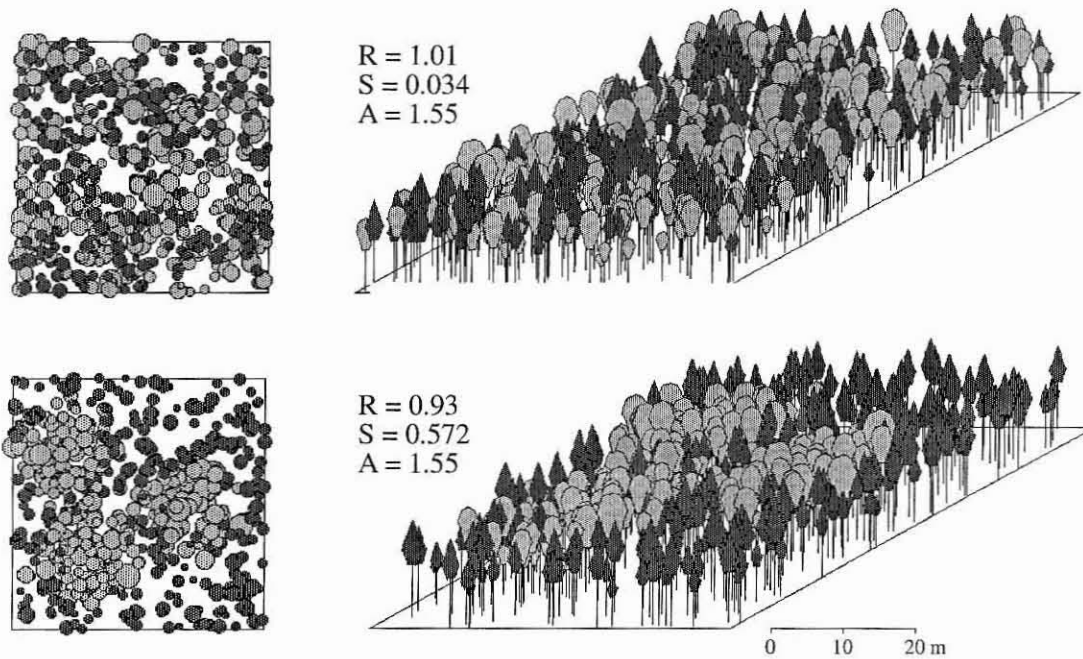 R = 1.01
S = 0.034
A = 1.55
R = 0.93
S = 0.572
A = 1.55
0 10 20 m